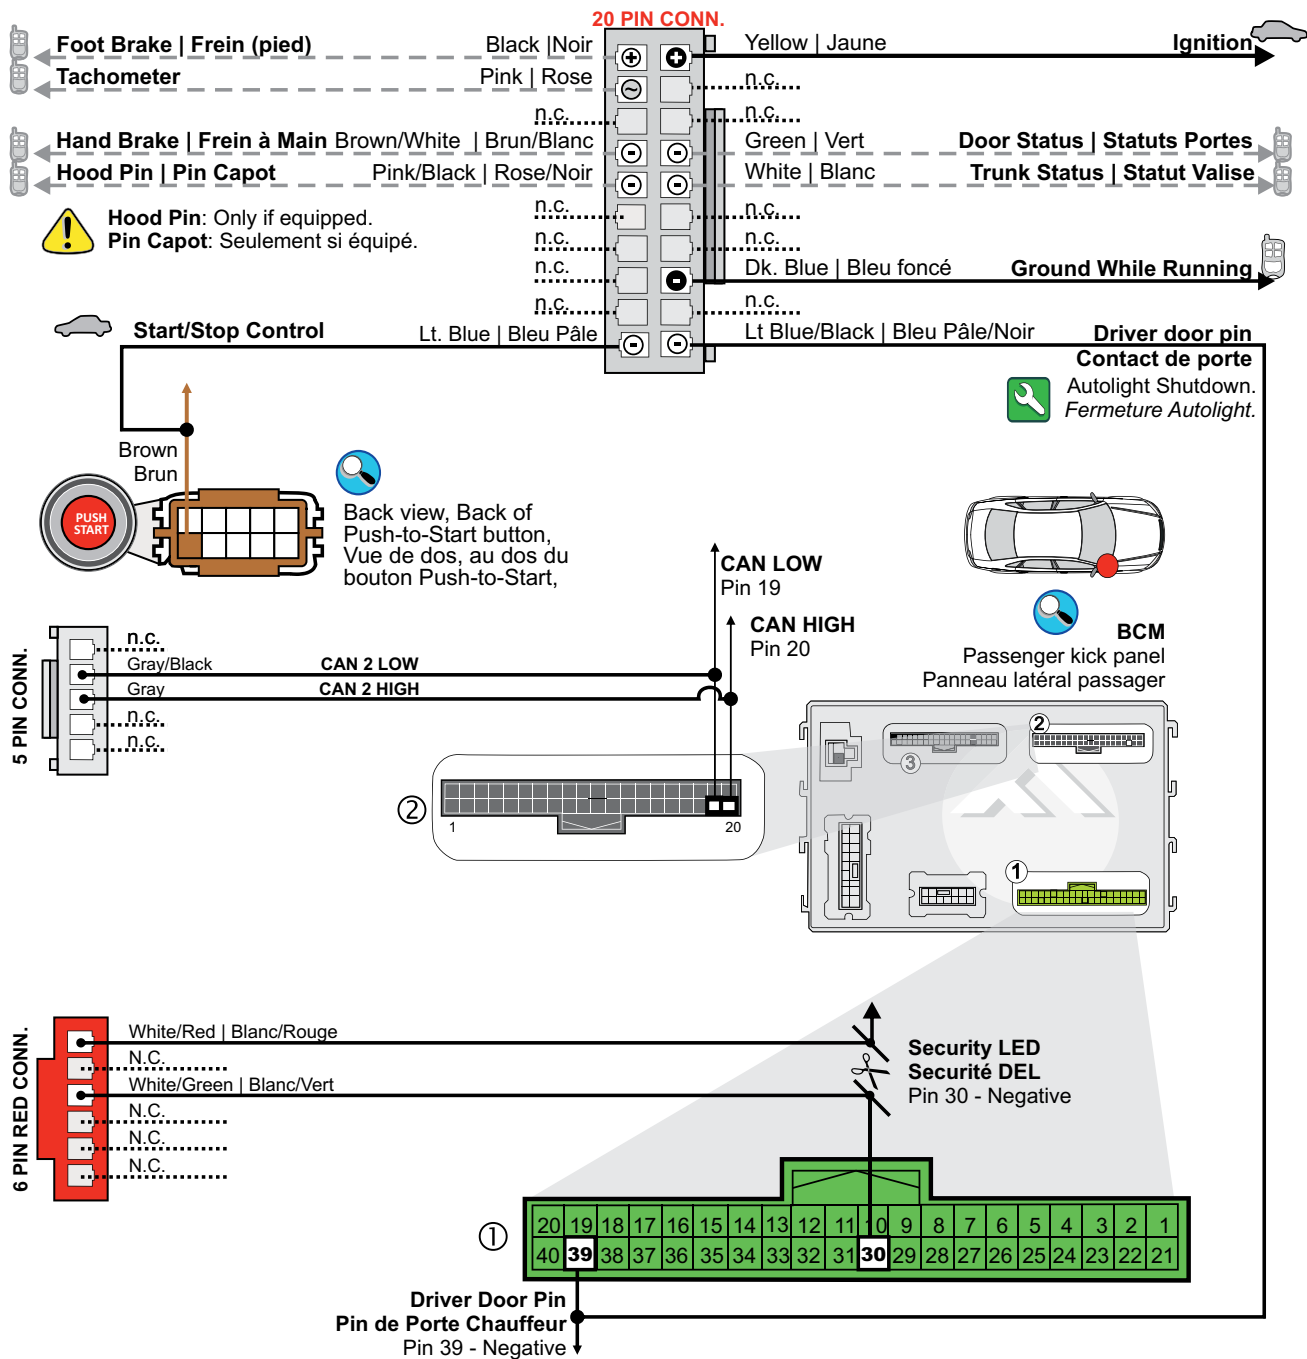 20 PIN CONN.
Foot Brake | Frein (pied) Black |Noir
Yellow | Jaune Ignition
Tachometer Pink | Rose
n.c.
n.c.
n.c.
Hand Brake | Frein à Main Brown/White | Brun/Blanc
Green | Vert Door Status | Statuts Portes
Hood Pin | Pin Capot Pink/Black | Rose/Noir
White | Blanc Trunk Status | Statut Valise
Hood Pin: Only if equipped.
Pin Capot: Seulement si équipé.
n.c.
n.c.
n.c.
n.c.
n.c.
Dk. Blue | Bleu foncé Ground While Running
n.c.
n.c.
Start/Stop Control Lt. Blue | Bleu Pâle
Lt Blue/Black | Bleu Pâle/Noir Driver door pin
Contact de porte
Autolight Shutdown.
Fermeture Autolight.
Brown
Brun
PUSH
START
Back view, Back of
Push-to-Start button,
Vue de dos, au dos du
bouton Push-to-Start,
CAN LOW
Pin 19
CAN HIGH
Pin 20
BCM
Passenger kick panel
Panneau latéral passager
5 PIN CONN.
n.c.
Gray/Black CAN 2 LOW
Gray CAN 2 HIGH
n.c.
n.c.
②
1 20
2
3
1
6 PIN RED CONN.
White/Red | Blanc/Rouge
N.C.
White/Green | Blanc/Vert
N.C.
N.C.
N.C.
Security LED
Securité DEL
Pin 30 - Negative
①
20 19 18 17 16 15 14 13 12 11 10 9 8 7 6 5 4 3 2 1
40 39 38 37 36 35 34 33 32 31 30 29 28 27 26 25 24 23 22 21
Driver Door Pin
Pin de Porte Chauffeur
Pin 39 - Negative